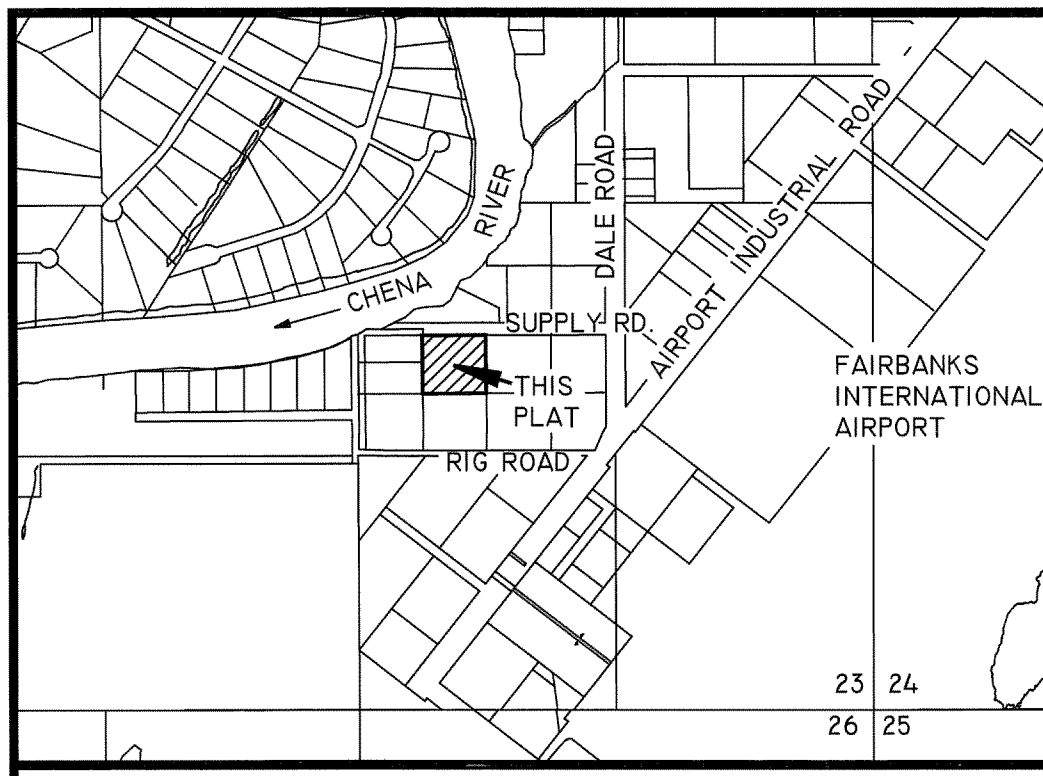 DALE ROAD
AIRPORT INDUSTRIAL ROAD
CHENA RIVER
SUPPLY RD.
THIS
PLAT
RIG ROAD
FAIRBANKS
INTERNATIONAL
AIRPORT
23 24
26 25